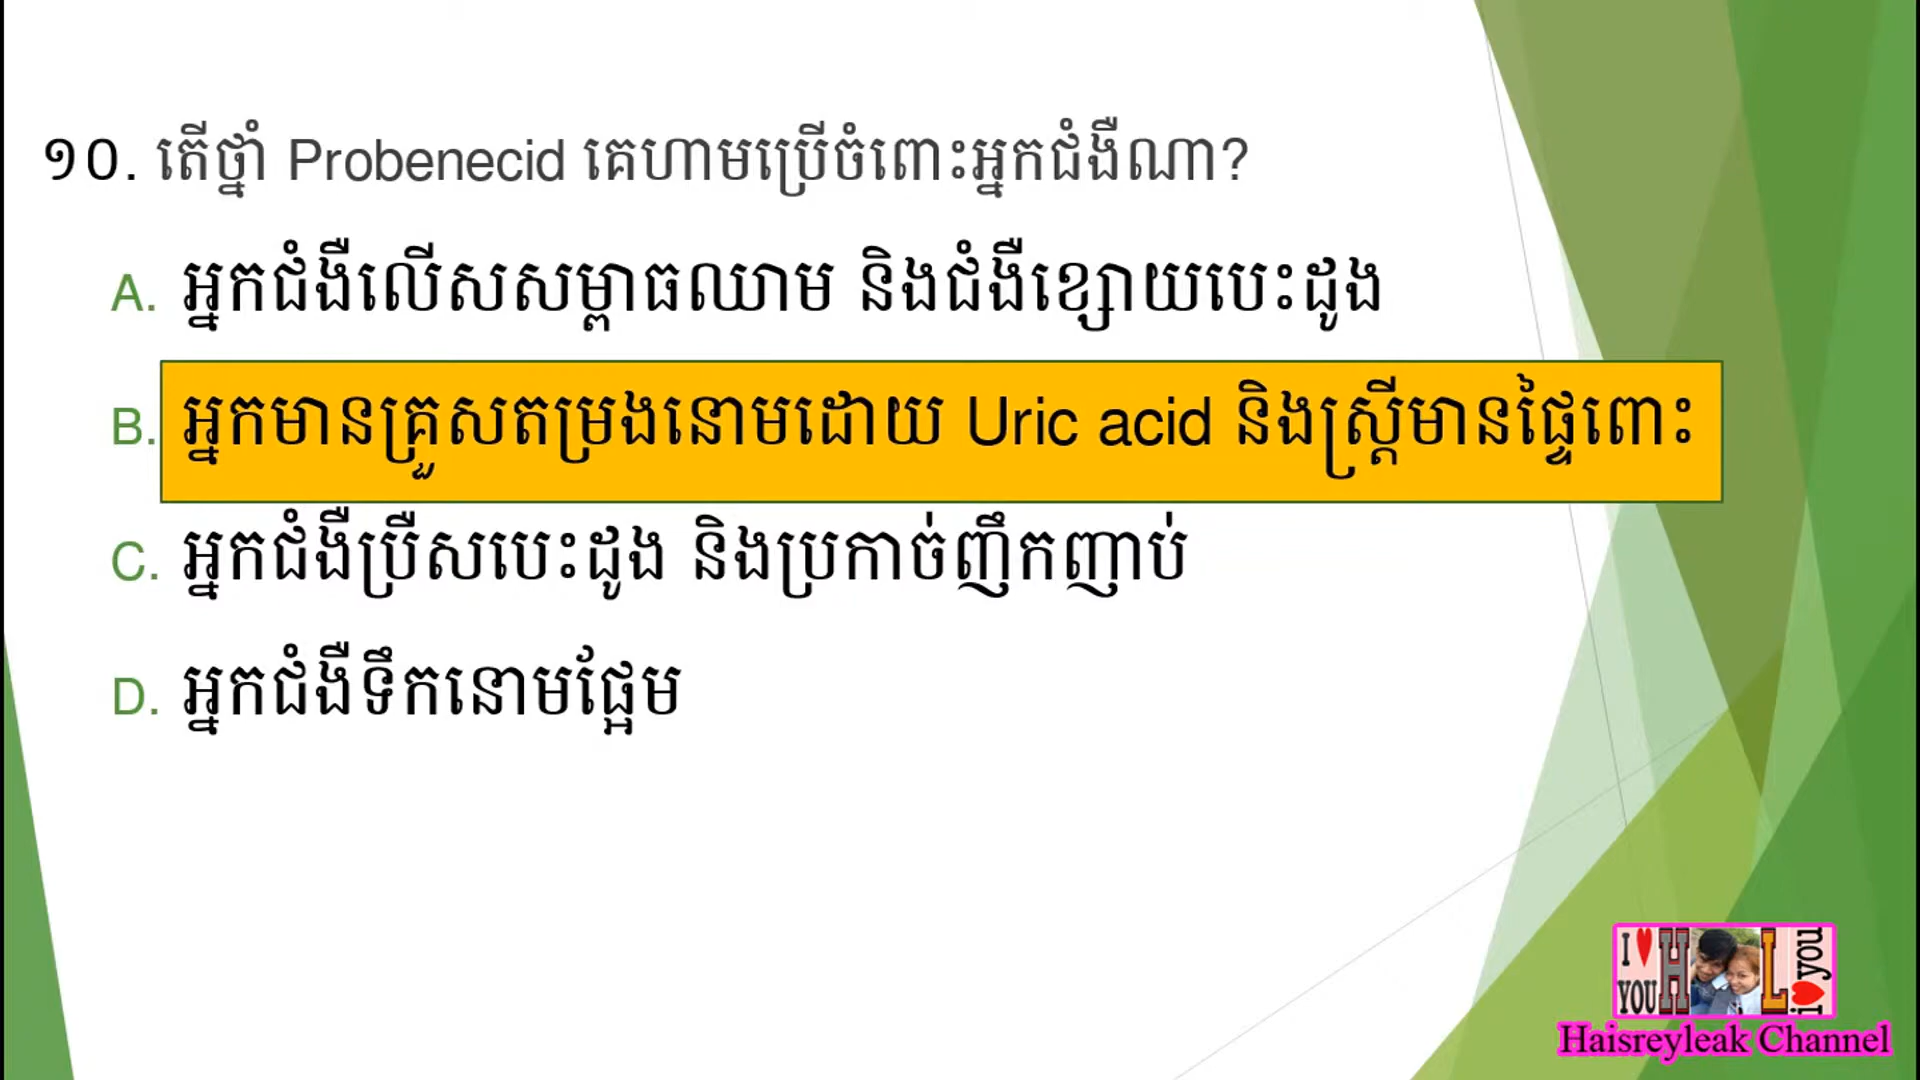 ១០. តើថ្នាំ Probenecid គេហាមប្រើចំពោះអ្នកជំងឺណា?
A. អ្នកជំងឺលើសសម្ពាធឈាម និងជំងឺខ្សោយបេះដូង
B. អ្នកមានគ្រួសតម្រងនោមដោយ Uric acid និងស្ត្រីមានផ្ទៃពោះ
C. អ្នកជំងឺប្រឺសបេះដូង និងប្រកាច់ញឹកញាប់
D. អ្នកជំងឺទឹកនោមផ្អែម
I ♥ YOU H L i ♥ you
Haisreyleak Channel